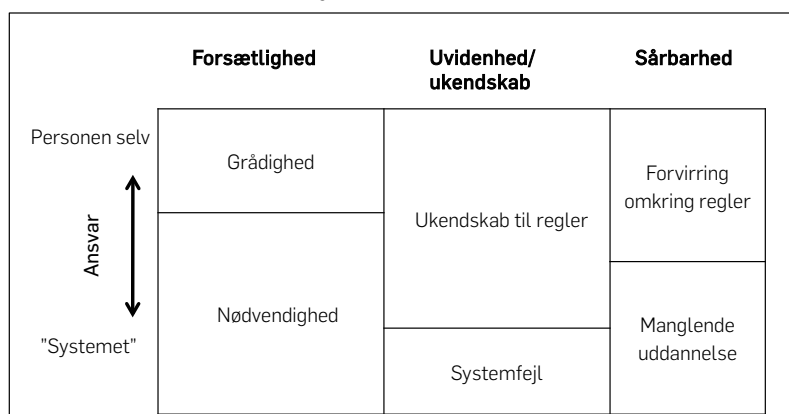 Forsætlighed
Uvidenhed/
ukendskab
Sårbarhed
Personen selv
Ansvar
"Systemet"
Grådighed
Nødvendighed
Ukendskab til regler
Systemfejl
Forvirring
omkring regler
Manglende
uddannelse